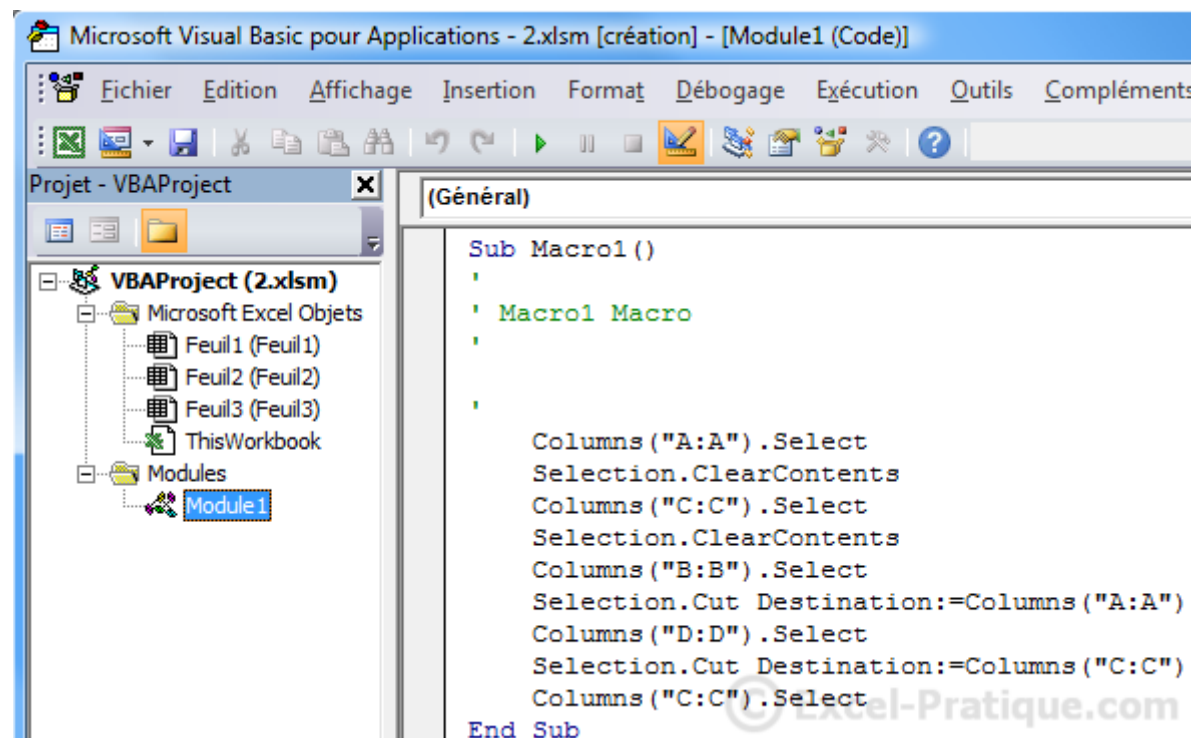 Microsoft Visual Basic pour Applications - 2.xlsm [création] - [Module1 (Code)]
Fichier Edition Affichage Insertion Format Débogage Exécution Outils Compléments
Projet - VBAProject
(Général)
VBAProject (2.xlsm)
Microsoft Excel Objets
Feuil1 (Feuil1)
Feuil2 (Feuil2)
Feuil3 (Feuil3)
ThisWorkbook
Modules
Module1
Sub Macro1()
'
' Macro1 Macro
'
'
Columns("A:A").Select
Selection.ClearContents
Columns("C:C").Select
Selection.ClearContents
Columns("B:B").Select
Selection.Cut Destination:=Columns("A:A")
Columns("D:D").Select
Selection.Cut Destination:=Columns("C:C")
Columns("C:C").Select
End Sub
© Excel-Pratique.com